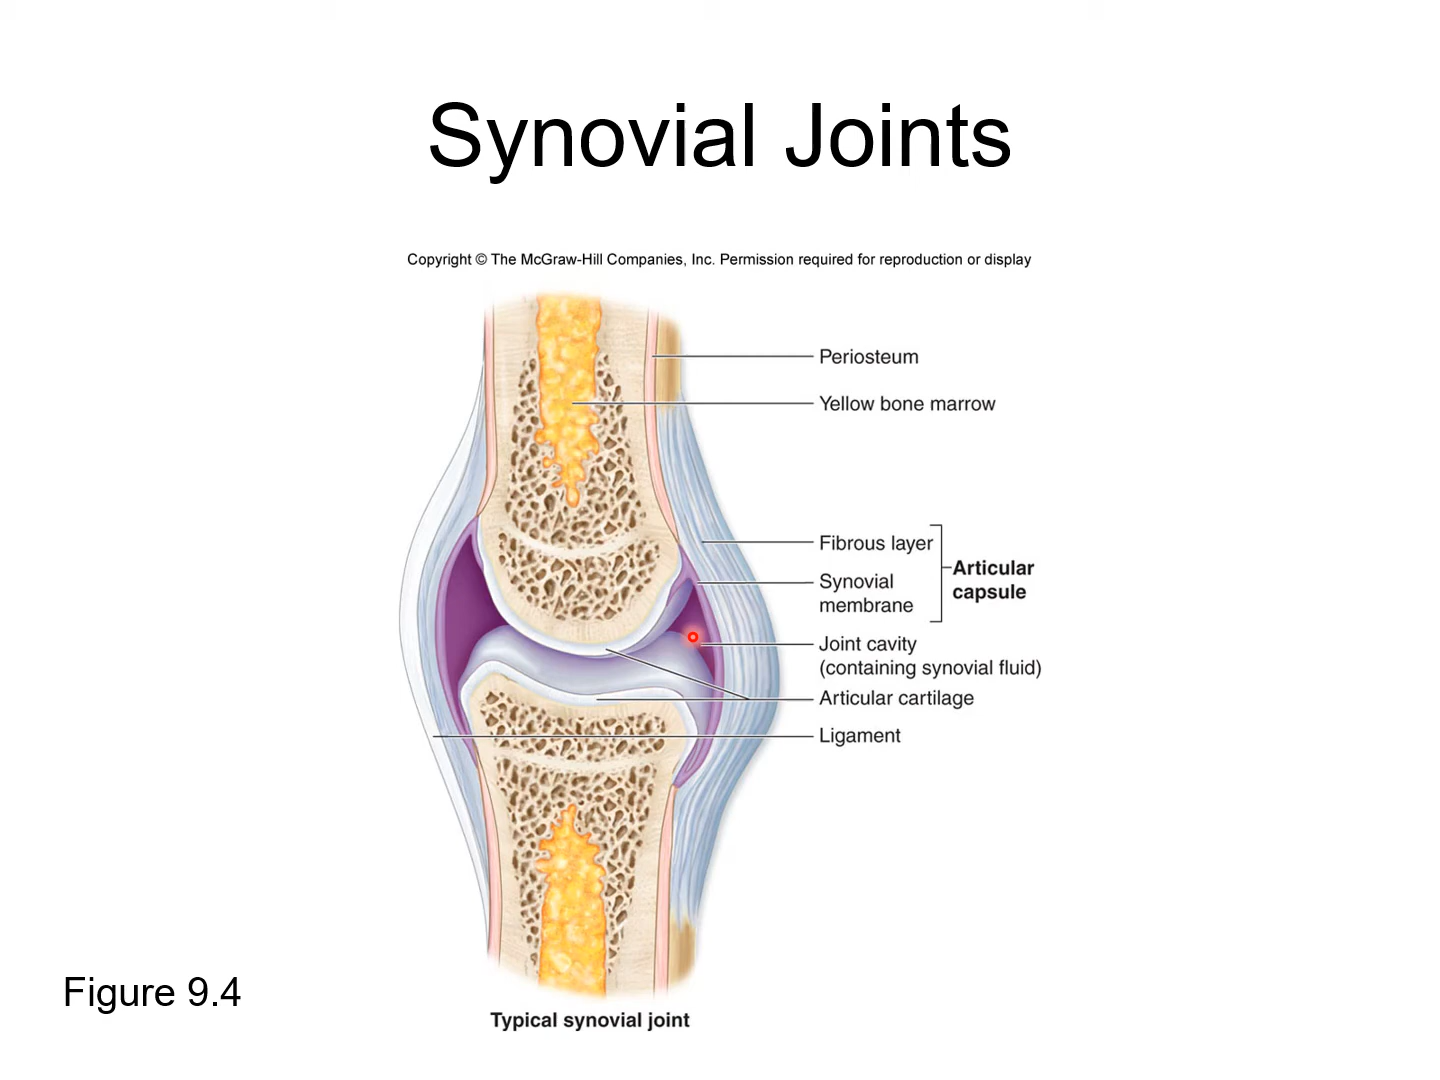 Synovial Joints
Copyright © The McGraw-Hill Companies, Inc. Permission required for reproduction or display
Periosteum
Yellow bone marrow
Fibrous layer
Synovial
membrane
Articular
capsule
Joint cavity
(containing synovial fluid)
Articular cartilage
Ligament
Figure 9.4
Typical synovial joint